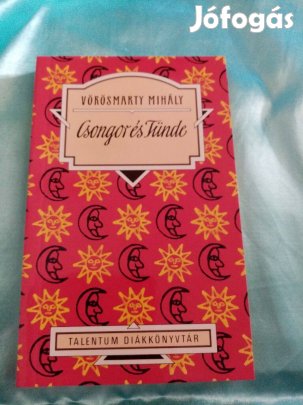 Jófogás
VÖRÖSMARTY MIHÁLY
Csongor és Tünde
TALENTUM DIÁKKÖNYVTÁR